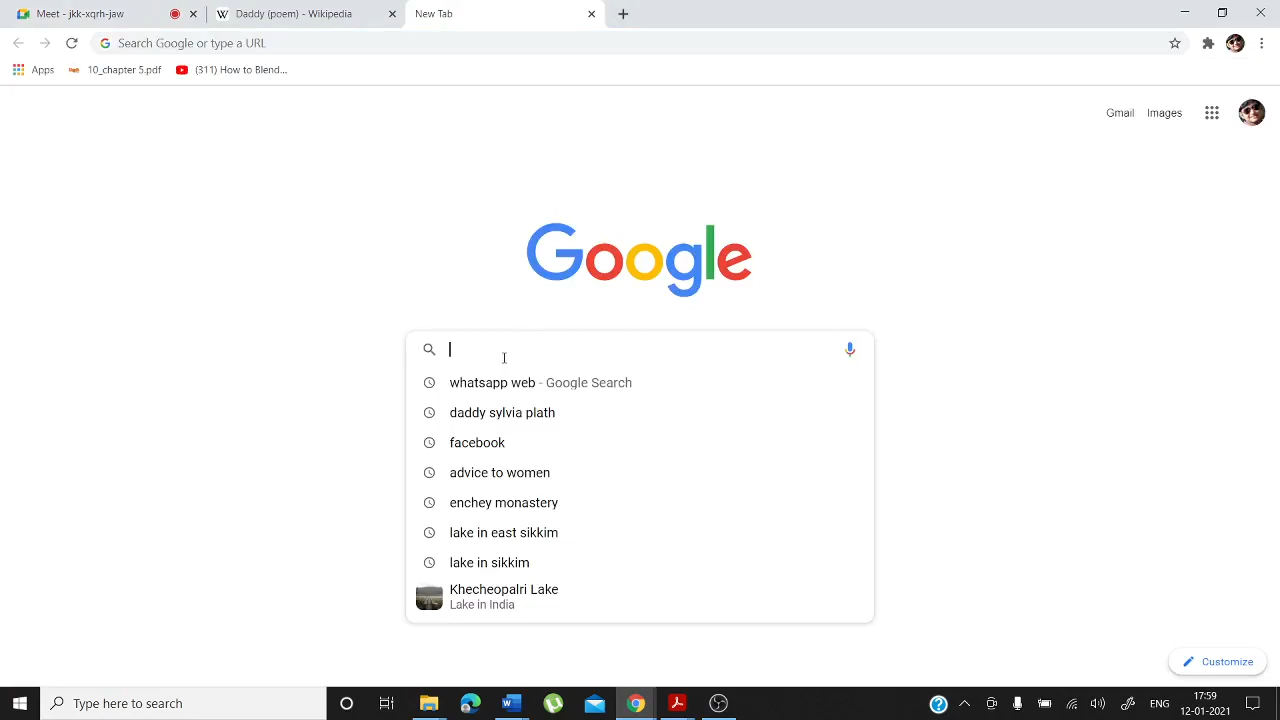 Meet - jkk-xqrh-jaw
Daddy (poem) - Wikipedia
New Tab
Search Google or type a URL
Apps
10_chapter 5.pdf
(311) How to Blend...
Gmail
Images
Google
whatsapp web - Google Search
daddy sylvia plath
facebook
advice to women
enchey monastery
lake in east sikkim
lake in sikkim
Khecheopalri Lake
Lake in India
Customize
Type here to search
ENG
17:59
12-01-2021